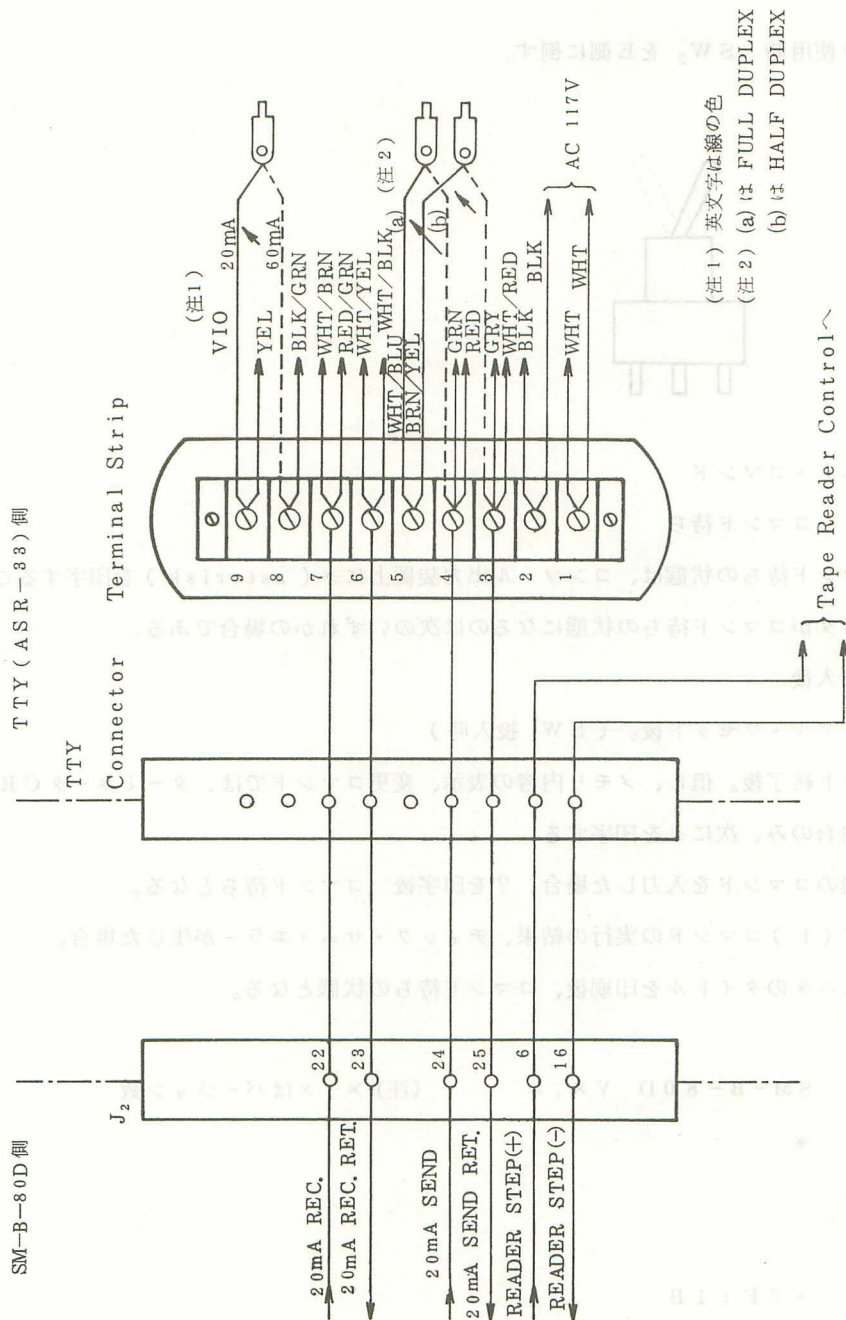 TTY(ASR-33)側
SM-B-80D側
TTY
Connector
Terminal Strip
J2
20mA REC.
22
20mA REC. RET.
23
20mA SEND
24
20mA SEND RET.
25
READER STEP(+)
6
READER STEP(-)
16
9
8
7
6
5
4
3
2
1
(注1)
VIO
20mA
60mA
YEL
BLK/GRN
WHT/BRN
RED/GRN
WHT/YEL
WHT/BLK
WHT/BLU
BRN/YEL
(a)
(b)
(注2)
GRN
RED
GRY
WHT/RED
BLK
BLK
WHT
WHT
AC 117V
Tape Reader Controlへ
(注1) 英文字は線の色
(注2) (a)は FULL DUPLEX
(b)は HALF DUPLEX